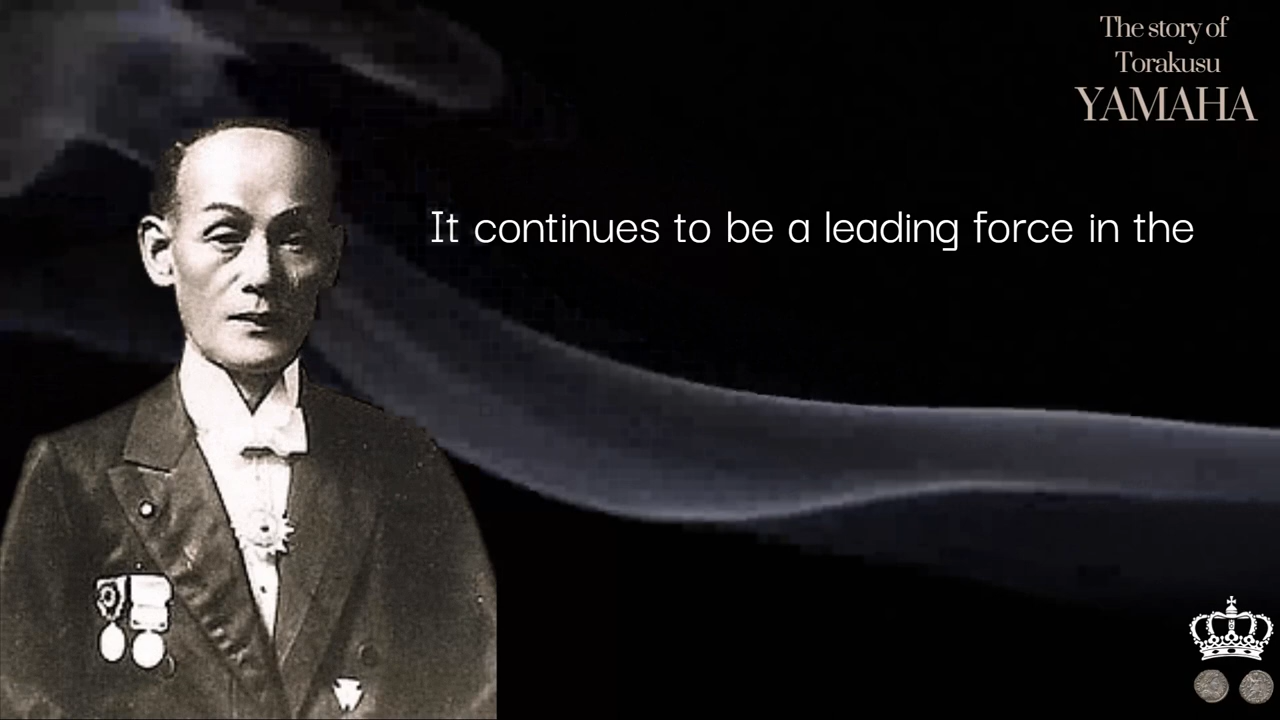 The story of
Torakusu
YAMAHA
It continues to be a leading force in the